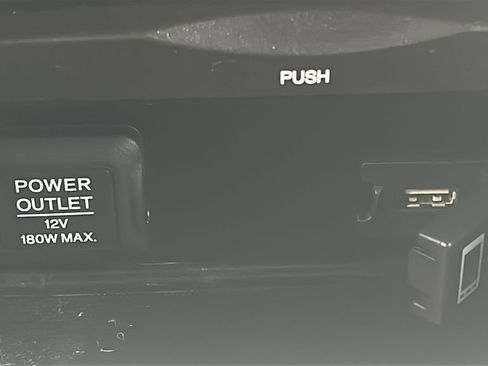 PUSH
POWER
OUTLET
12V
180W MAX.